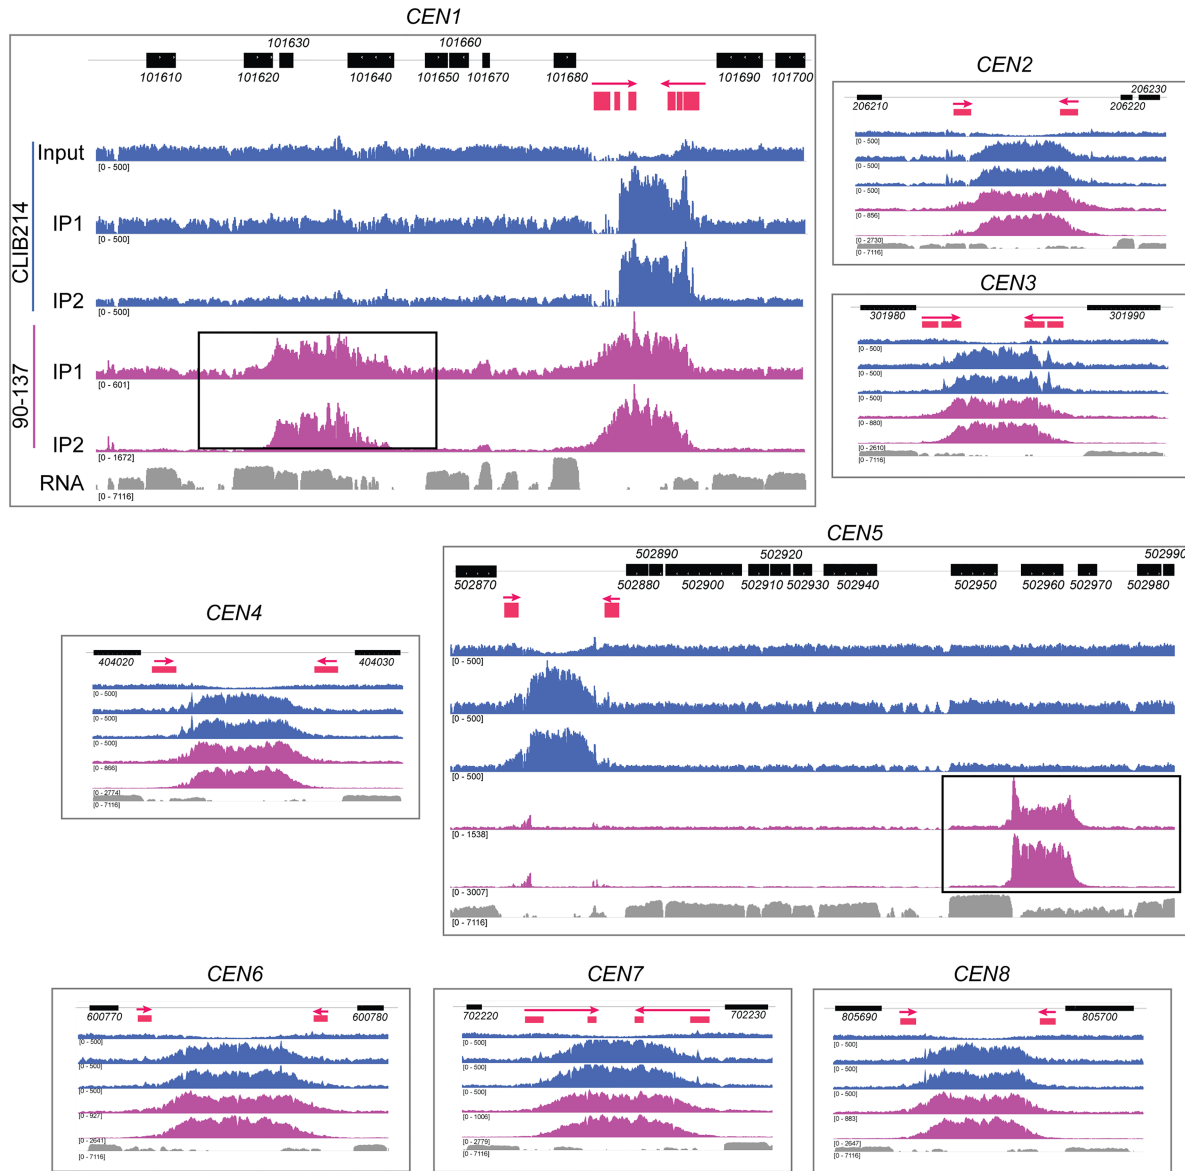 CEN1
101630 101660
101610 101620 101640 101650 101670 101680 101690 101700
CLIB214
Input
[0 - 500]
IP1
[0 - 500]
IP2
[0 - 500]
90-137
IP1
[0 - 601]
IP2
[0 - 1672]
RNA
[0 - 7116]
CEN2
206230
206210 206220
[0 - 500]
[0 - 500]
[0 - 500]
[0 - 856]
[0 - 2730]
[0 - 7116]
CEN3
301980 301990
[0 - 500]
[0 - 500]
[0 - 500]
[0 - 880]
[0 - 2610]
[0 - 7116]
CEN4
404020 404030
[0 - 500]
[0 - 500]
[0 - 500]
[0 - 866]
[0 - 2774]
[0 - 7116]
CEN5
502890 502920 502990
502870 502880 502900 502910 502930 502940 502950 502960 502970 502980
[0 - 500]
[0 - 500]
[0 - 500]
[0 - 1538]
[0 - 3007]
[0 - 7116]
CEN6
600770 600780
[0 - 500]
[0 - 500]
[0 - 500]
[0 - 927]
[0 - 2641]
[0 - 7116]
CEN7
702220 702230
[0 - 500]
[0 - 500]
[0 - 500]
[0 - 1006]
[0 - 2779]
[0 - 7116]
CEN8
805690 805700
[0 - 500]
[0 - 500]
[0 - 500]
[0 - 883]
[0 - 2647]
[0 - 7116]